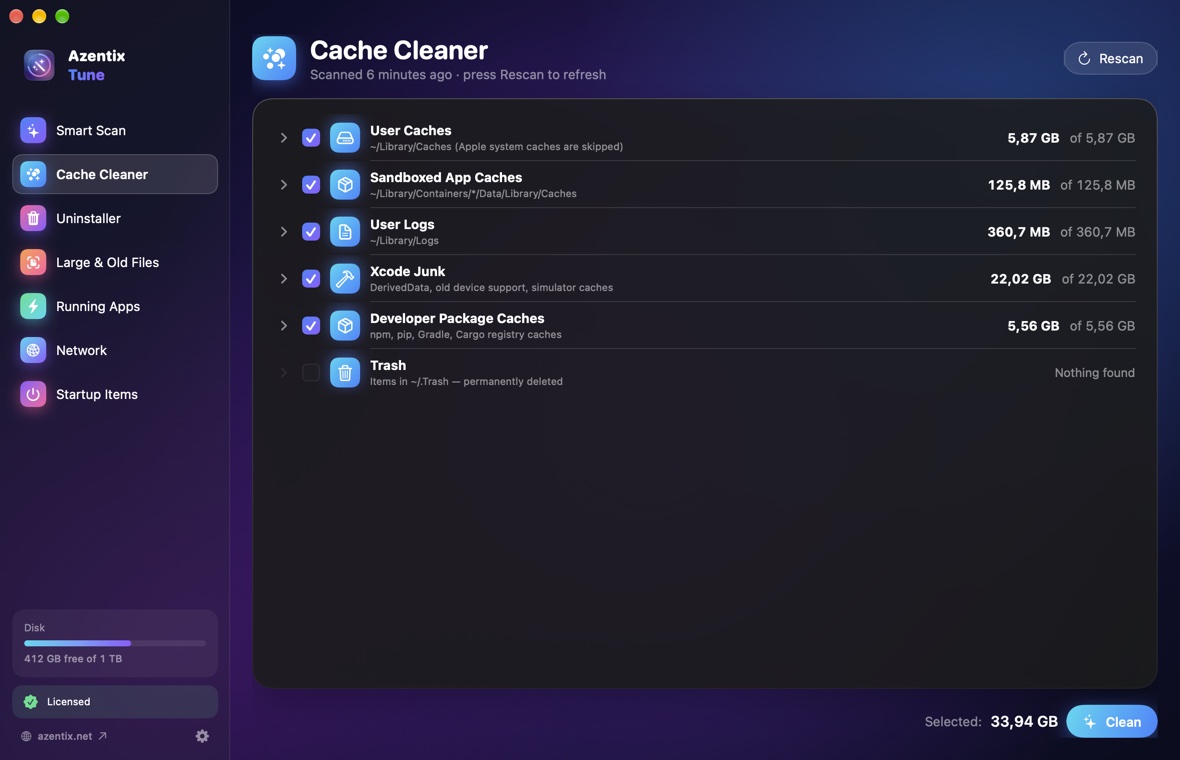 Azentix
Tune
Smart Scan
Cache Cleaner
Uninstaller
Large & Old Files
Running Apps
Network
Startup Items
Disk
412 GB free of 1 TB
Licensed
azentix.net
Cache Cleaner
Scanned 6 minutes ago · press Rescan to refresh
Rescan
User Caches
~/Library/Caches (Apple system caches are skipped)
5,87 GB of 5,87 GB
Sandboxed App Caches
~/Library/Containers/*/Data/Library/Caches
125,8 MB of 125,8 MB
User Logs
~/Library/Logs
360,7 MB of 360,7 MB
Xcode Junk
DerivedData, old device support, simulator caches
22,02 GB of 22,02 GB
Developer Package Caches
npm, pip, Gradle, Cargo registry caches
5,56 GB of 5,56 GB
Trash
Items in ~/.Trash — permanently deleted
Nothing found
Selected: 33,94 GB
Clean